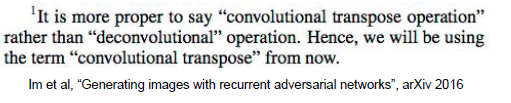 ¹It is more proper to say “convolutional transpose operation”
rather than “deconvolutional” operation. Hence, we will be using
the term “convolutional transpose” from now.
Im et al, “Generating images with recurrent adversarial networks”, arXiv 2016